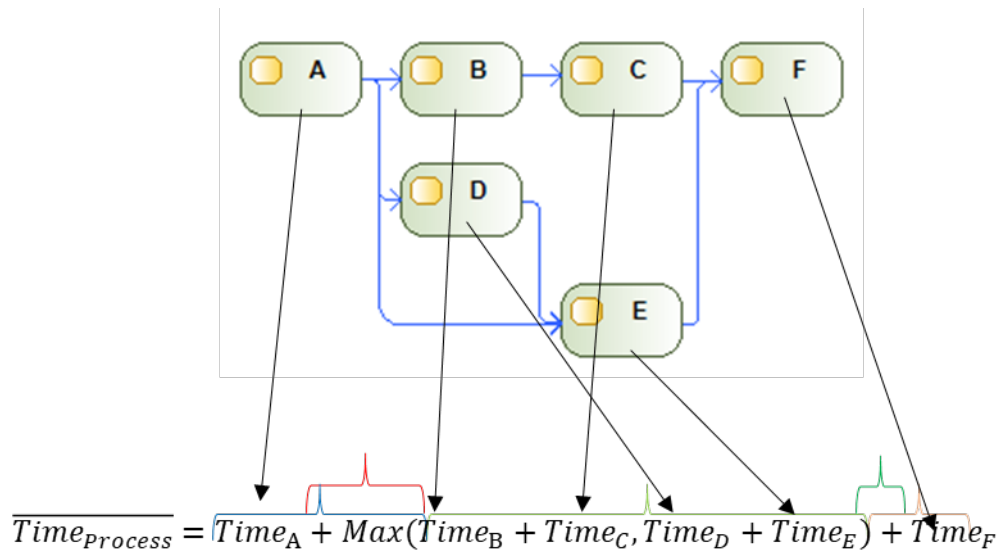 A B C F
D
E
Time_Process = Time_A + Max(Time_B + Time_C, Time_D + Time_E) + Time_F